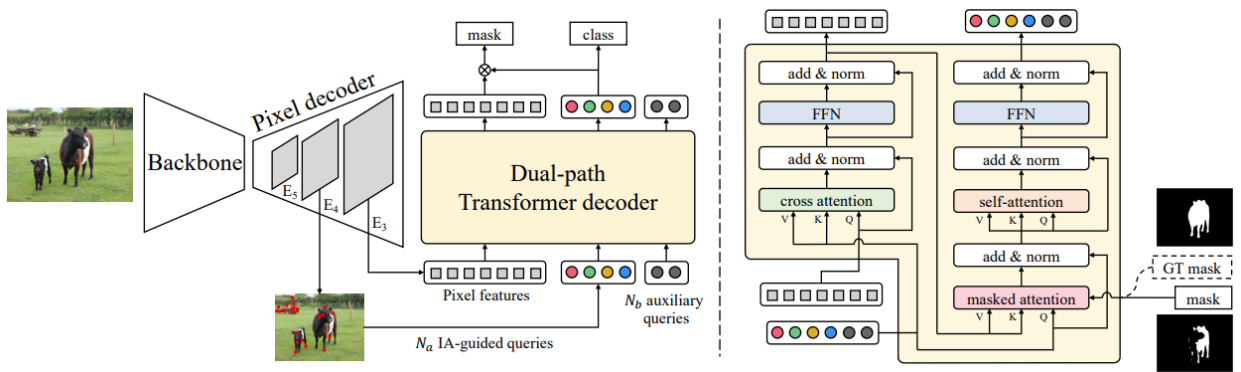 mask
class
Pixel decoder
Backbone
E5
E4
E3
Dual-path
Transformer decoder
Pixel features
Nb auxiliary
queries
Na IA-guided queries
add & norm
add & norm
FFN
FFN
add & norm
add & norm
cross attention
self-attention
V K Q
V K Q
add & norm
GT mask
masked attention
mask
V K Q